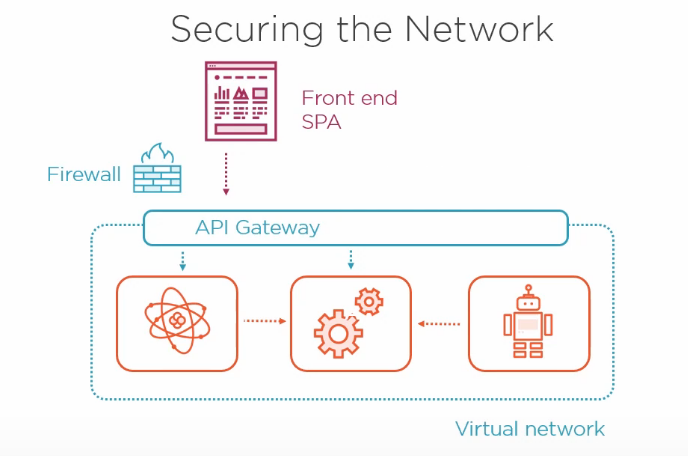 Securing the Network
Front end
SPA
Firewall
API Gateway
Virtual network